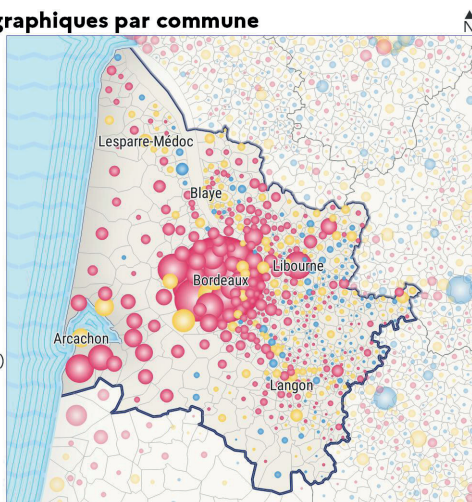 graphiques par commune
N
Lesparre-Médoc
Blaye
Libourne
Bordeaux
Arcachon
)
Langon